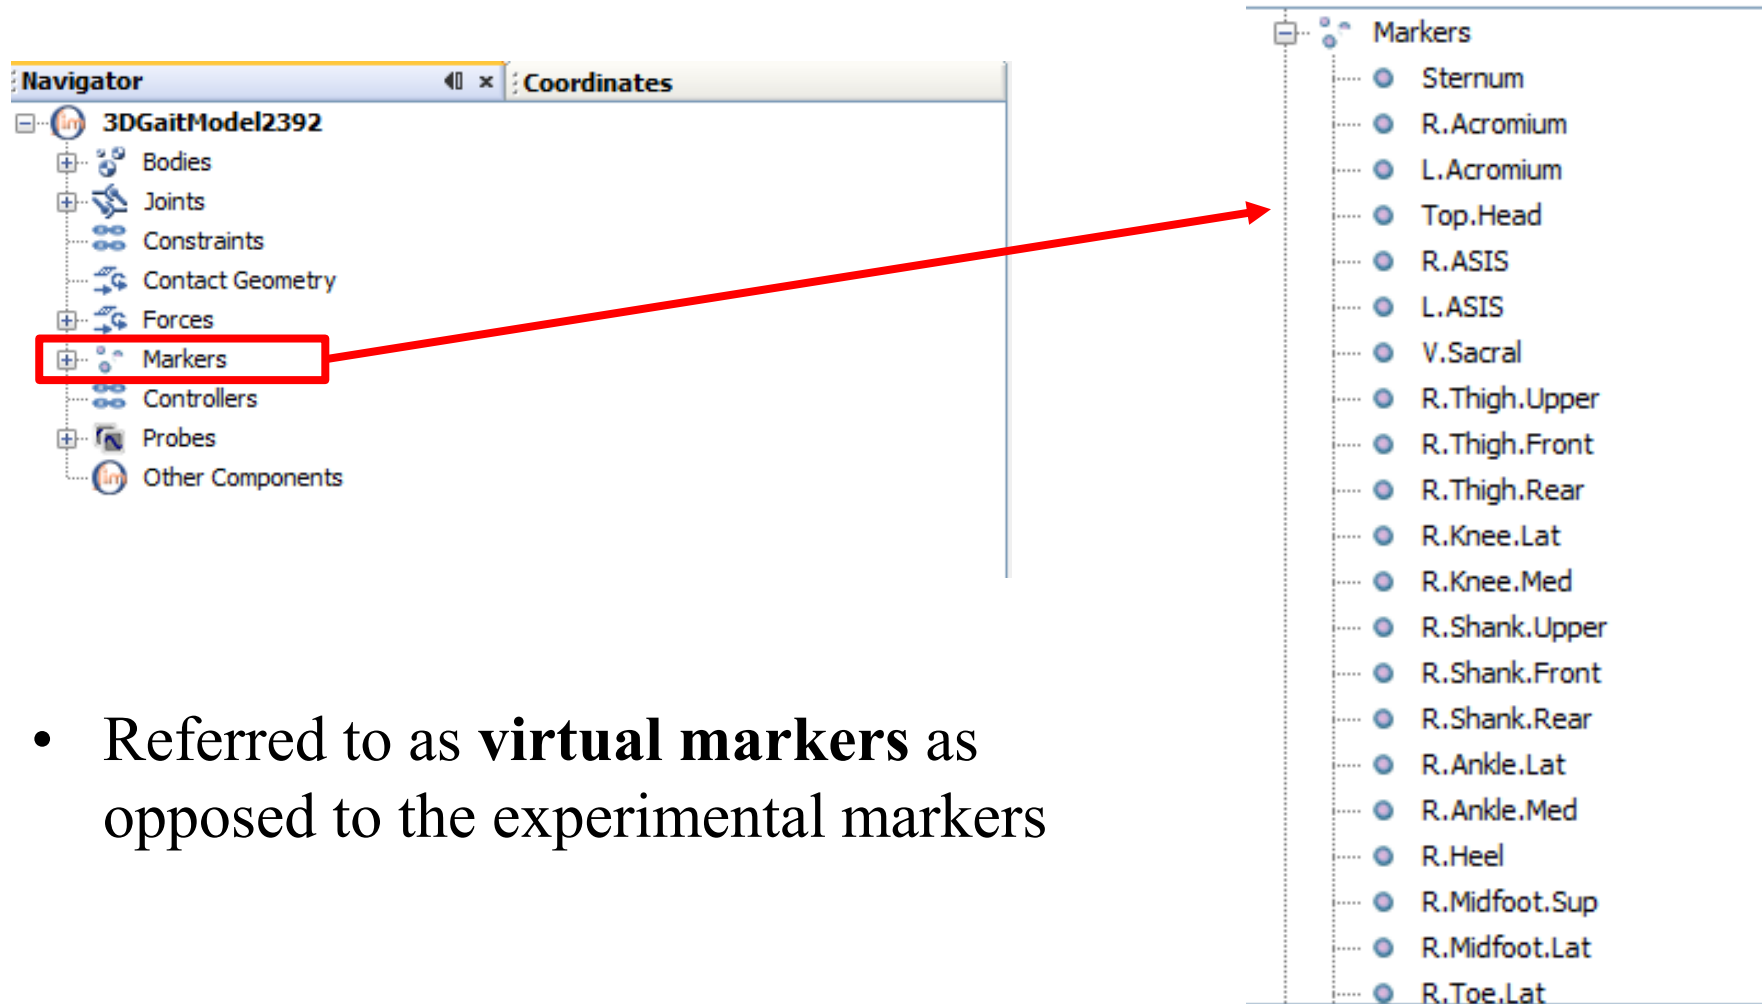 Navigator
Coordinates
3DGaitModel2392
Bodies
Joints
Constraints
Contact Geometry
Forces
Markers
Controllers
Probes
Other Components
• Referred to as virtual markers as
opposed to the experimental markers
Markers
Sternum
R.Acromium
L.Acromium
Top.Head
R.ASIS
L.ASIS
V.Sacral
R.Thigh.Upper
R.Thigh.Front
R.Thigh.Rear
R.Knee.Lat
R.Knee.Med
R.Shank.Upper
R.Shank.Front
R.Shank.Rear
R.Ankle.Lat
R.Ankle.Med
R.Heel
R.Midfoot.Sup
R.Midfoot.Lat
R.Toe.Lat